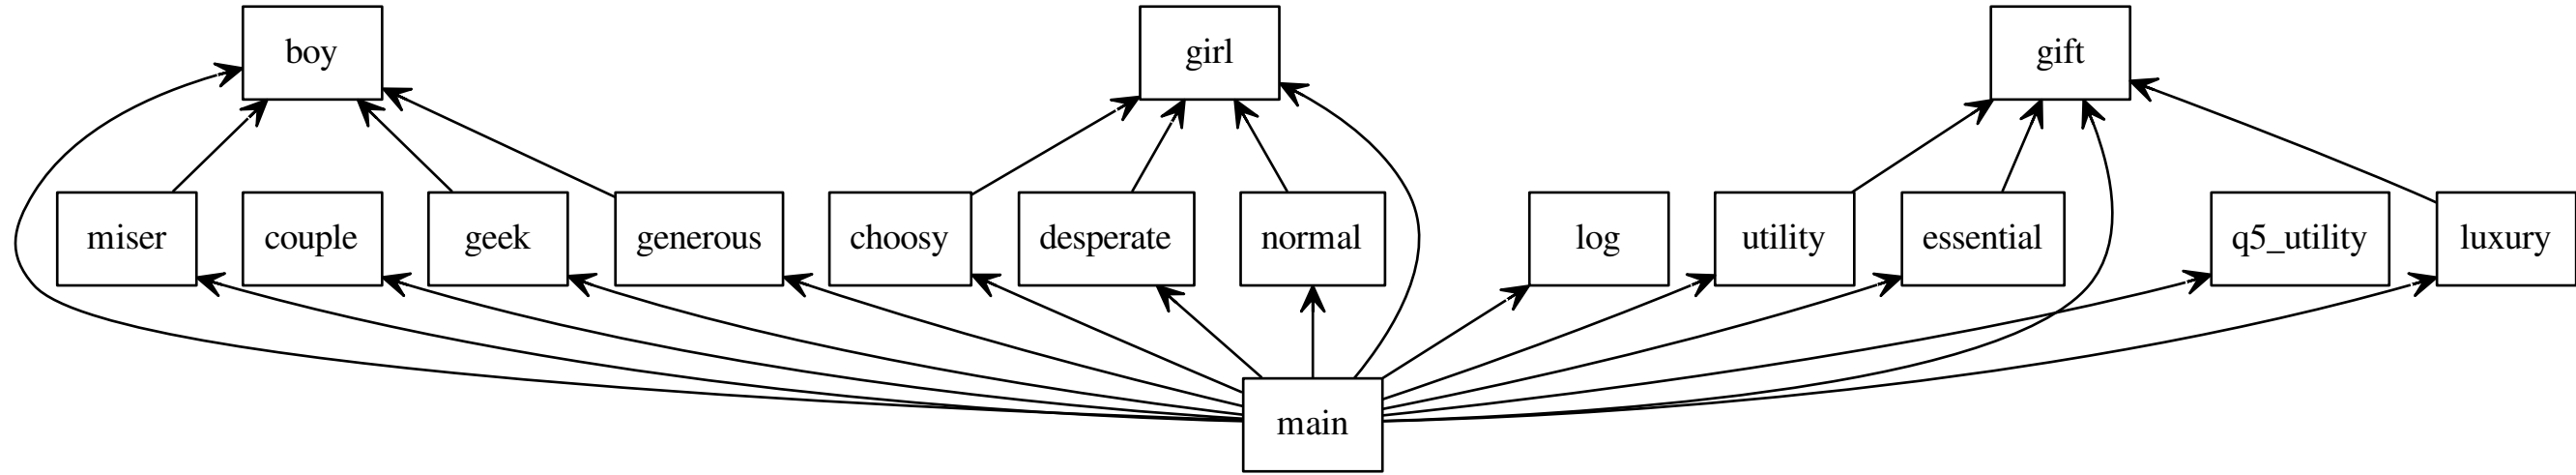 boy
girl
gift
miser
couple
geek
generous
choosy
desperate
normal
log
utility
essential
q5_utility
luxury
main